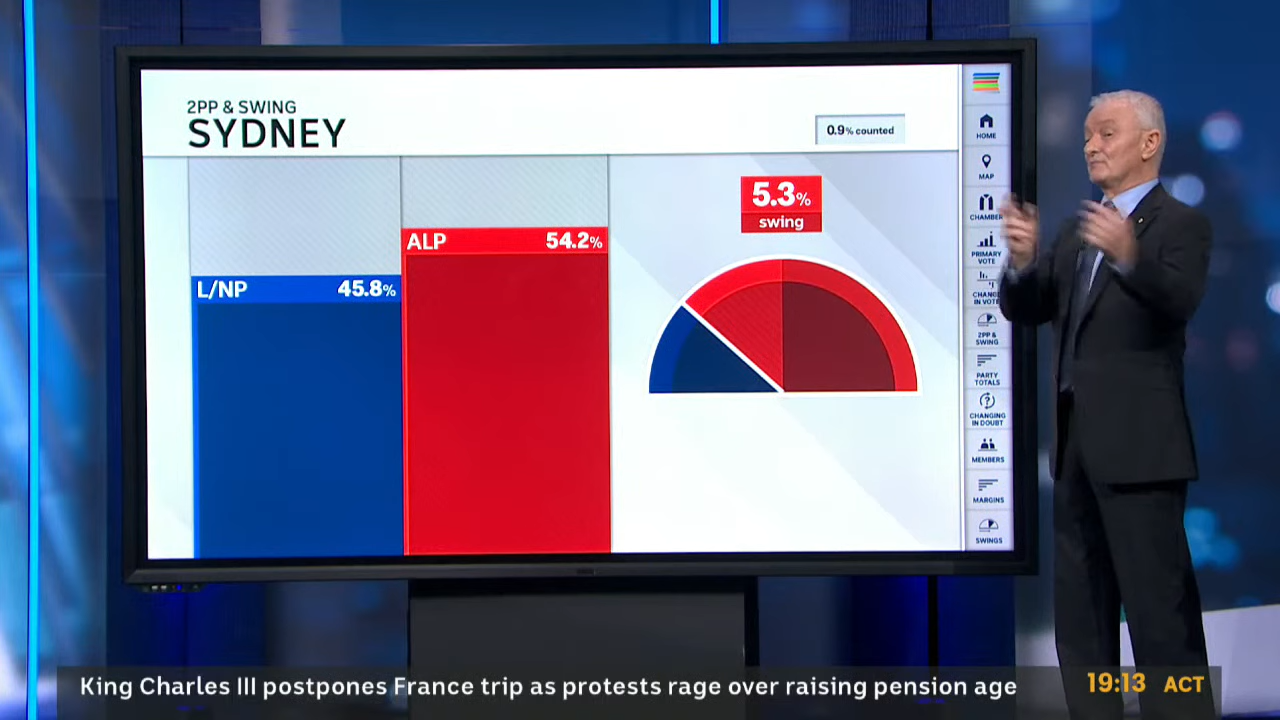 2PP & SWING
SYDNEY
0.9% counted
5.3%
swing
ALP 54.2%
L/NP 45.8%
HOME
MAP
CHAMBER
PRIMARY
VOTE
CHANGE
IN VOTE
2PP &
SWING
PARTY
TOTALS
CHANGING
IN DOUBT
MEMBERS
MARGINS
SWINGS
King Charles III postpones France trip as protests rage over raising pension age
19:13 ACT